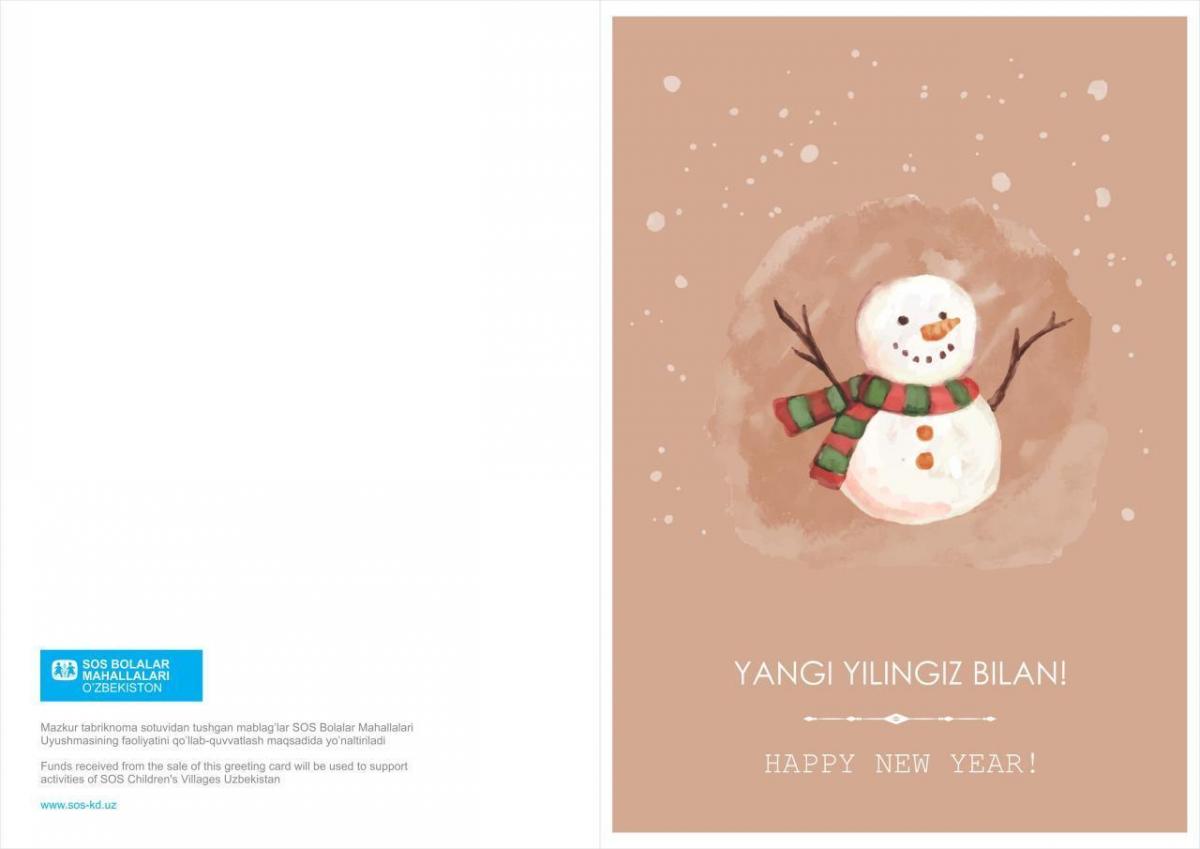 SOS BOLALAR
MAHALLALARI
O'ZBEKISTON
Mazkur tabriknoma sotuvidan tushgan mablag'lar SOS Bolalar Mahallalari
Uyushmasining faoliyatini qo'llab-quvvatlash maqsadida yo'naltiriladi
Funds received from the sale of this greeting card will be used to support
activities of SOS Children's Villages Uzbekistan
www.sos-kd.uz
YANGI YILINGIZ BILAN!
HAPPY NEW YEAR!